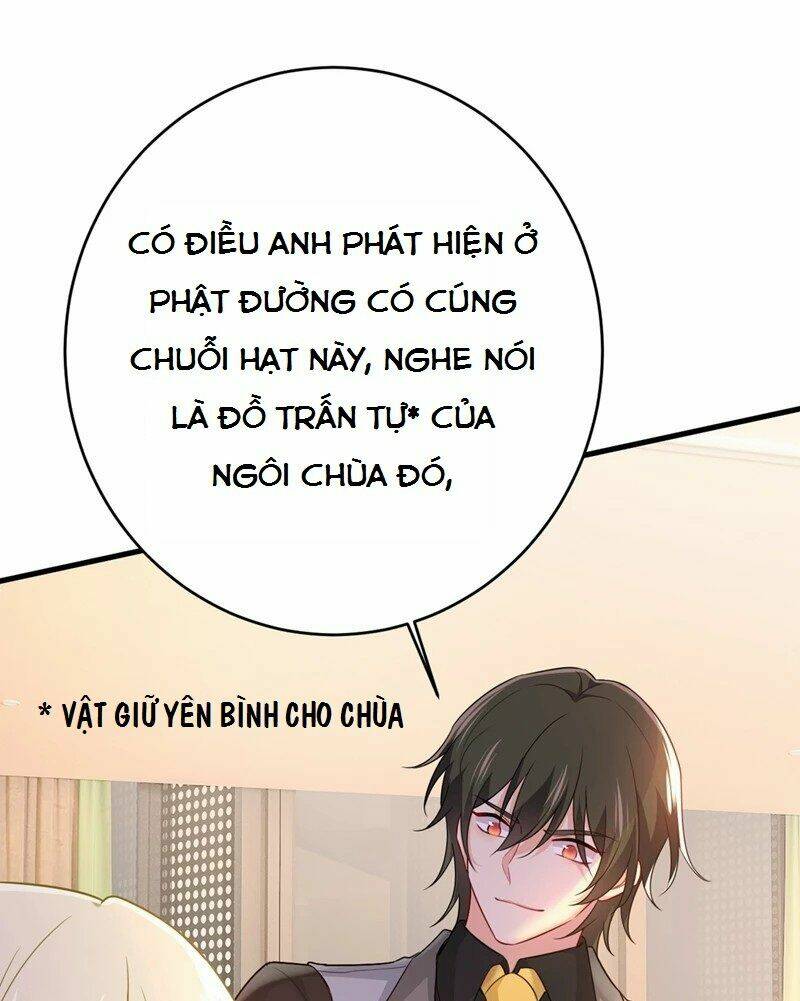 CÓ ĐIỀU ANH PHÁT HIỆN Ở
PHẬT ĐƯỜNG CÓ CÚNG
CHUỖI HẠT NÀY, NGHE NÓI
LÀ ĐỒ TRẤN TỰ* CỦA
NGÔI CHÙA ĐÓ,
* VẬT GIỮ YÊN BÌNH CHO CHÙA